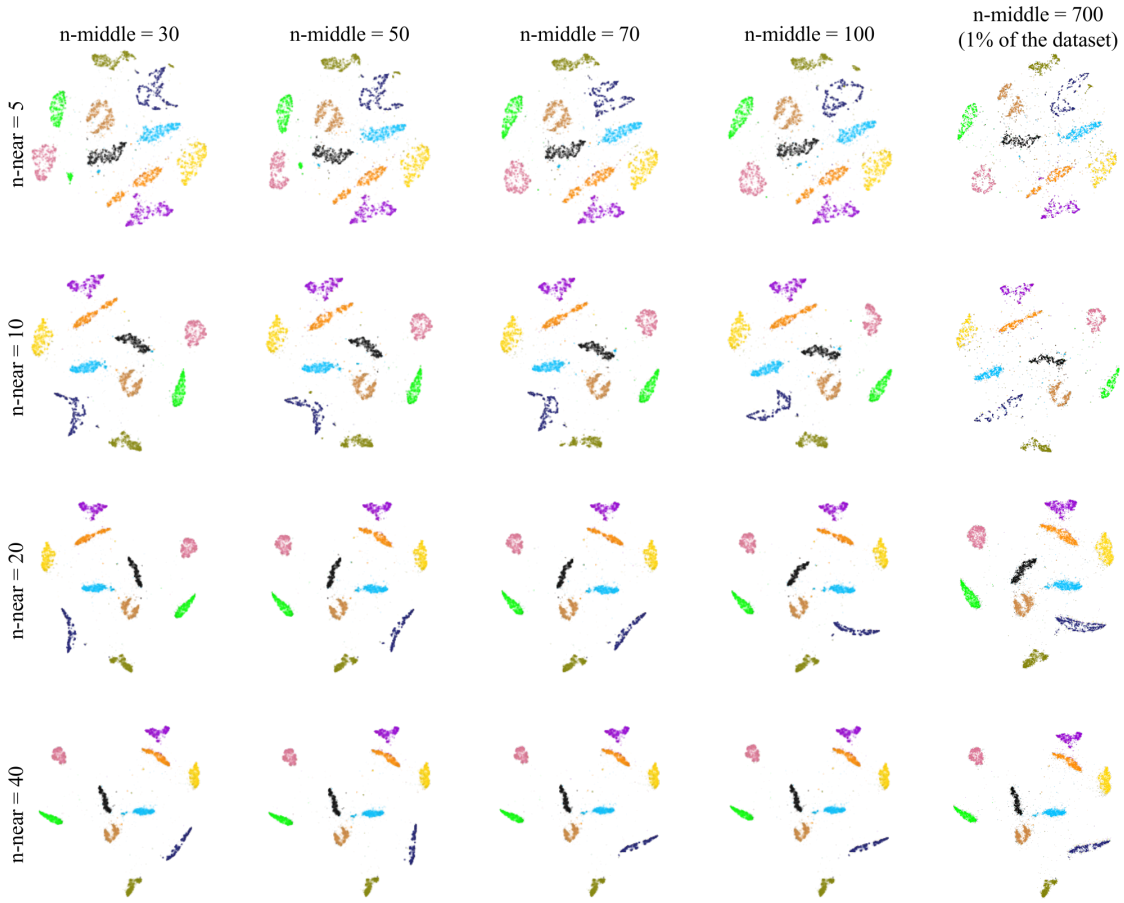 n-middle = 30
n-middle = 50
n-middle = 70
n-middle = 100
n-middle = 700
(1% of the dataset)
n-near = 5
n-near = 10
n-near = 20
n-near = 40